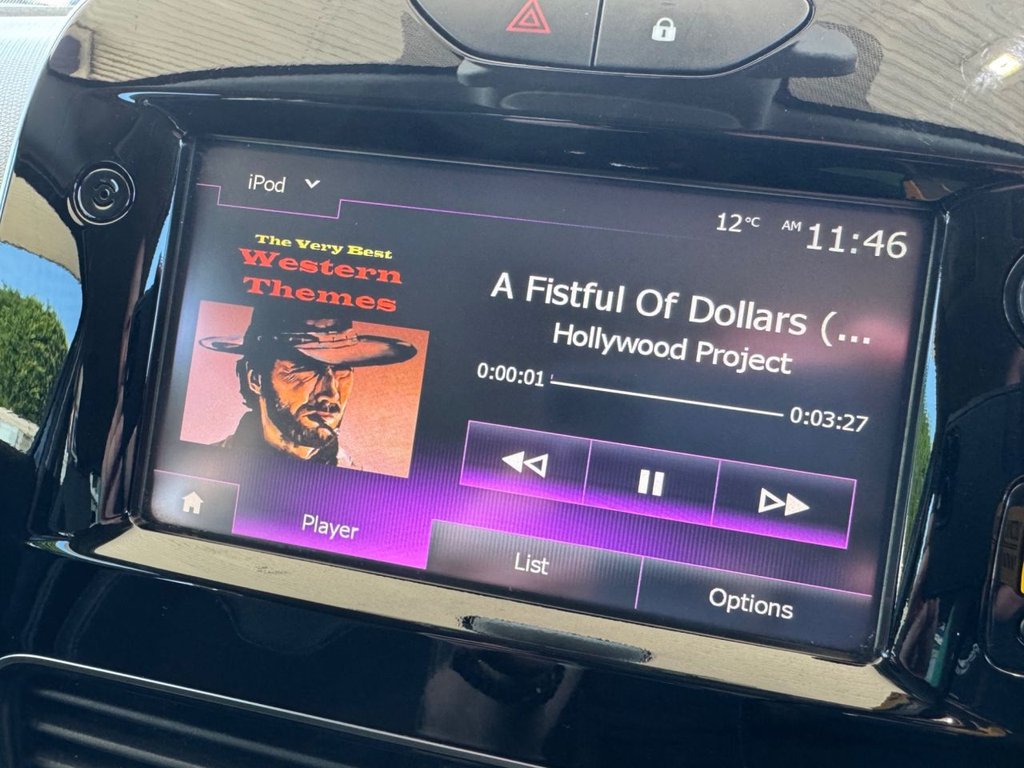 iPod
12°C AM 11:46
The Very Best
Western
Themes
A Fistful Of Dollars (...
Hollywood Project
0:00:01 0:03:27
Player
List
Options